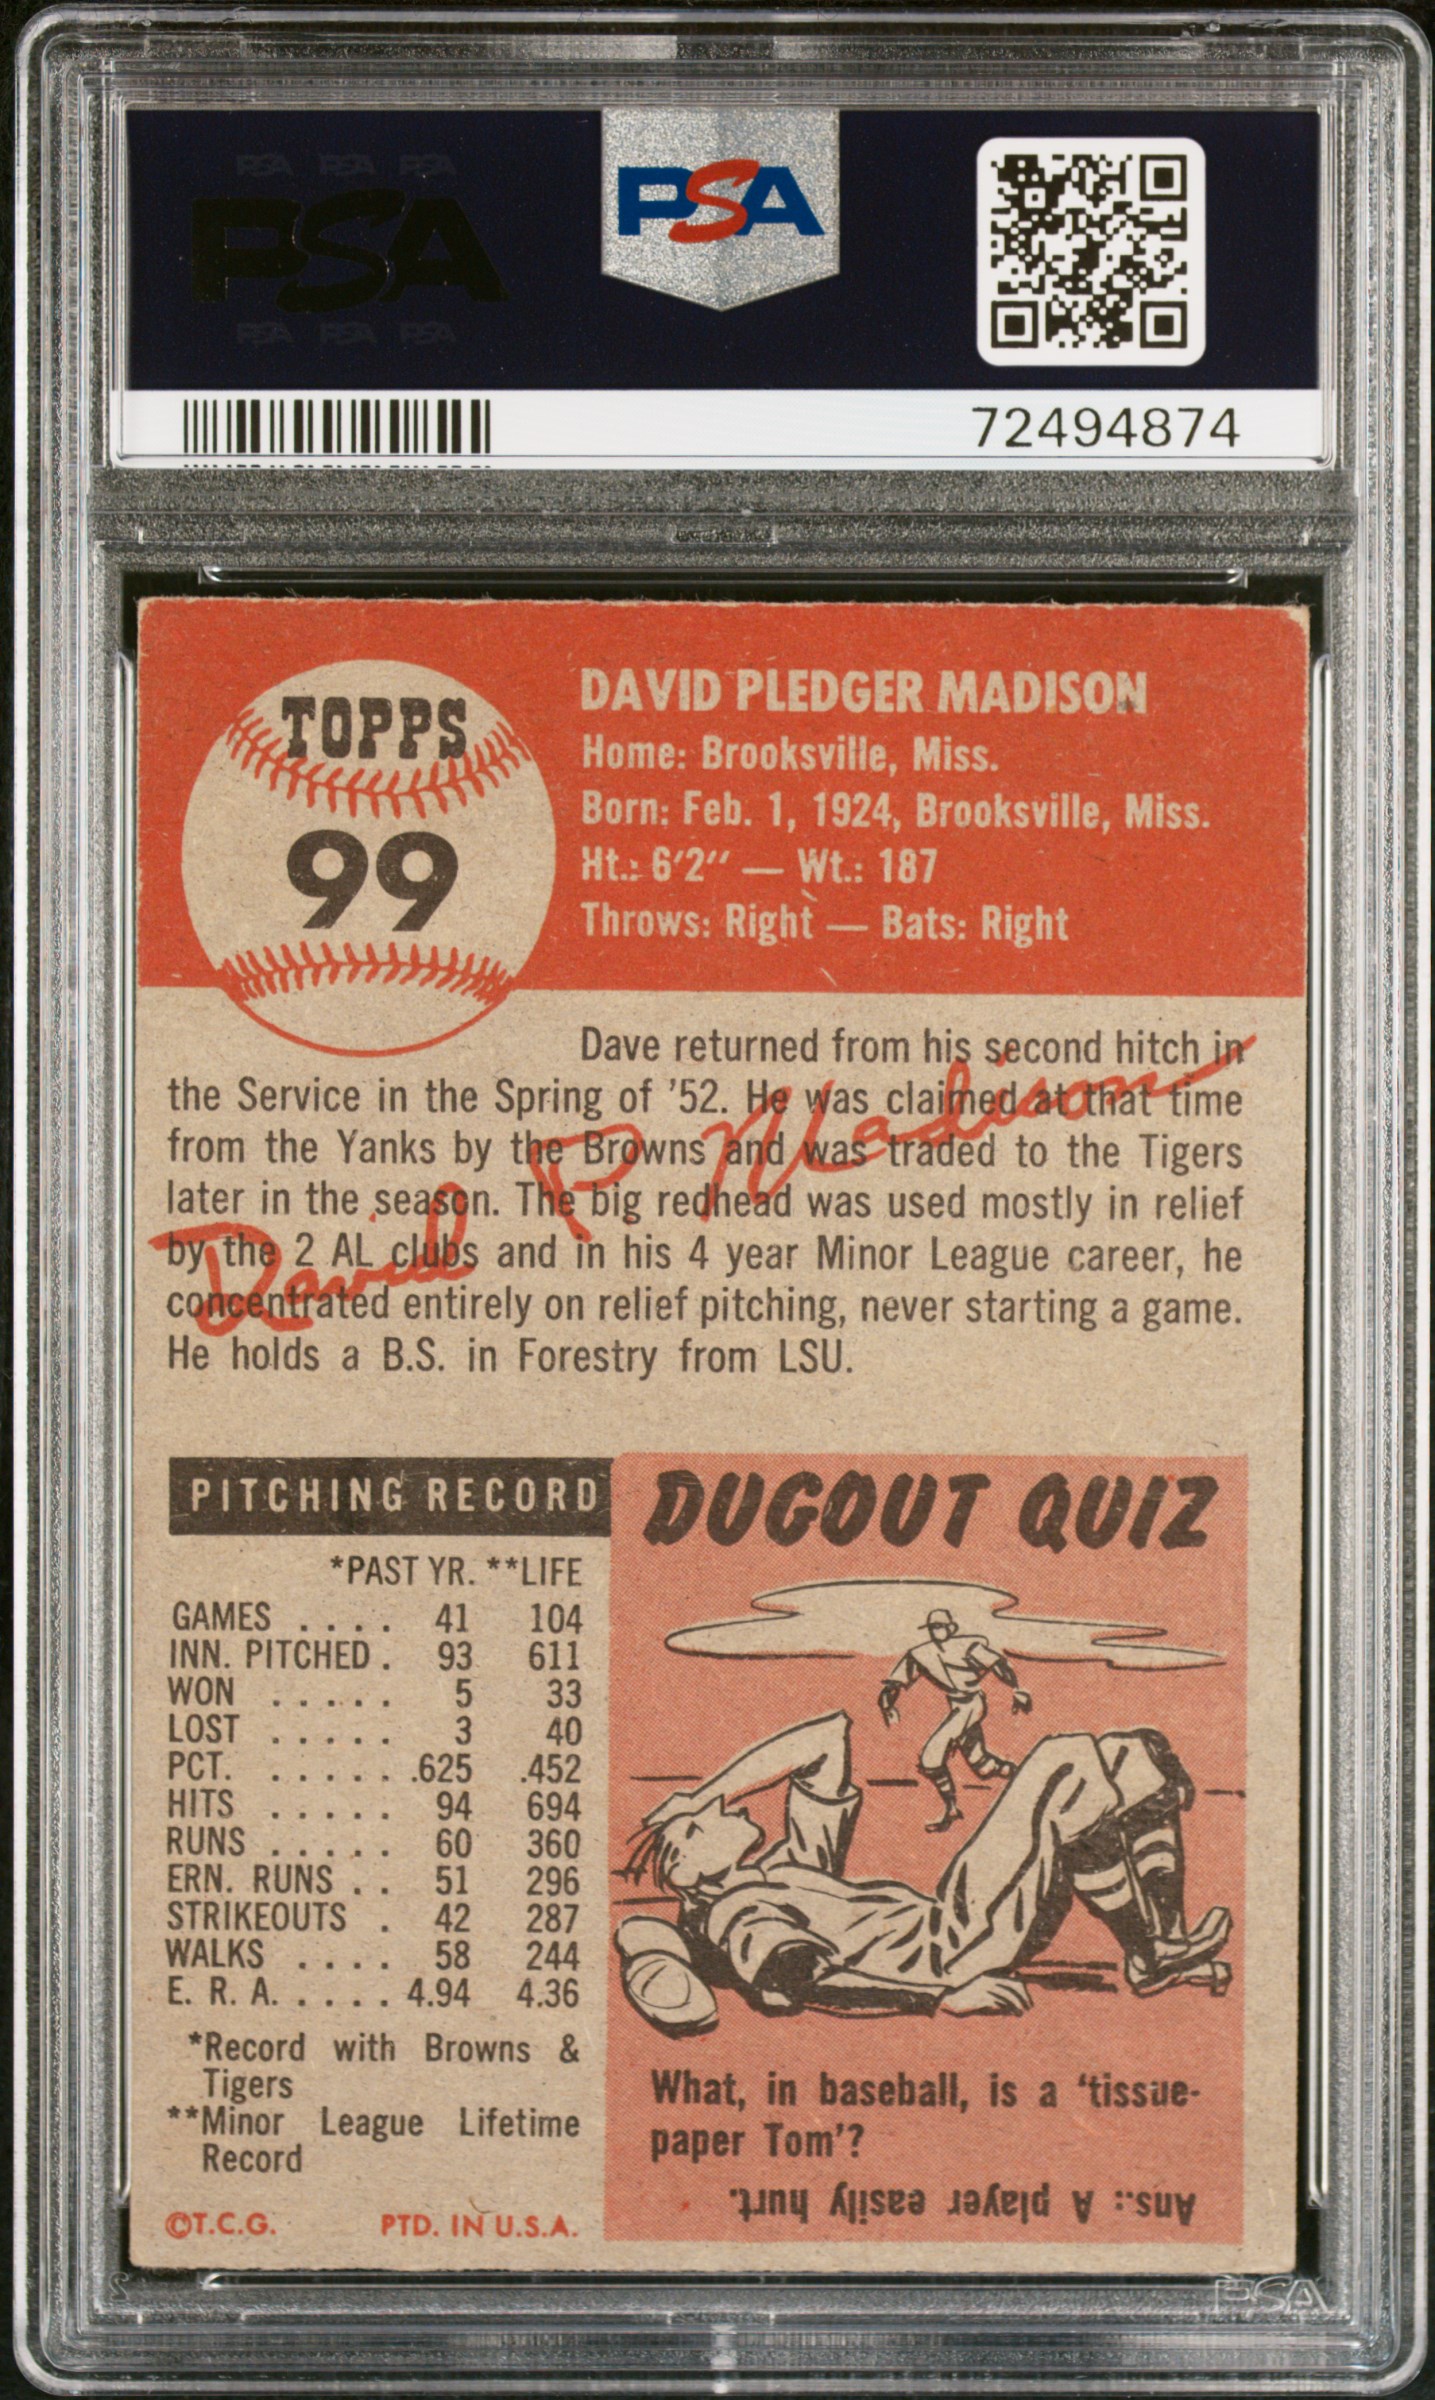 PSA PSA PSA
PSA
PSA PSA PSA
PSA
72494874
TOPPS
99
DAVID PLEDGER MADISON
Home: Brooksville, Miss.
Born: Feb. 1, 1924, Brooksville, Miss.
Ht.: 6'2" — Wt.: 187
Throws: Right — Bats: Right
Dave returned from his second hitch in
the Service in the Spring of '52. He was claimed at that time
from the Yanks by the Browns and was traded to the Tigers
later in the season. The big redhead was used mostly in relief
by the 2 AL clubs and in his 4 year Minor League career, he
concentrated entirely on relief pitching, never starting a game.
He holds a B.S. in Forestry from LSU.
David P. Madison
PITCHING RECORD
*PAST YR. **LIFE
GAMES . . . . 41 104
INN. PITCHED . 93 611
WON . . . . . 5 33
LOST . . . . . 3 40
PCT. . . . . . .625 .452
HITS . . . . . 94 694
RUNS . . . . . 60 360
ERN. RUNS . . 51 296
STRIKEOUTS . 42 287
WALKS . . . . 58 244
E. R. A. . . . . 4.94 4.36
*Record with Browns &
Tigers
**Minor League Lifetime
Record
©T.C.G. PTD. IN U.S.A.
DUGOUT QUIZ
What, in baseball, is a 'tissue-
paper Tom'?
Ans.: A player easily hurt.
PSA